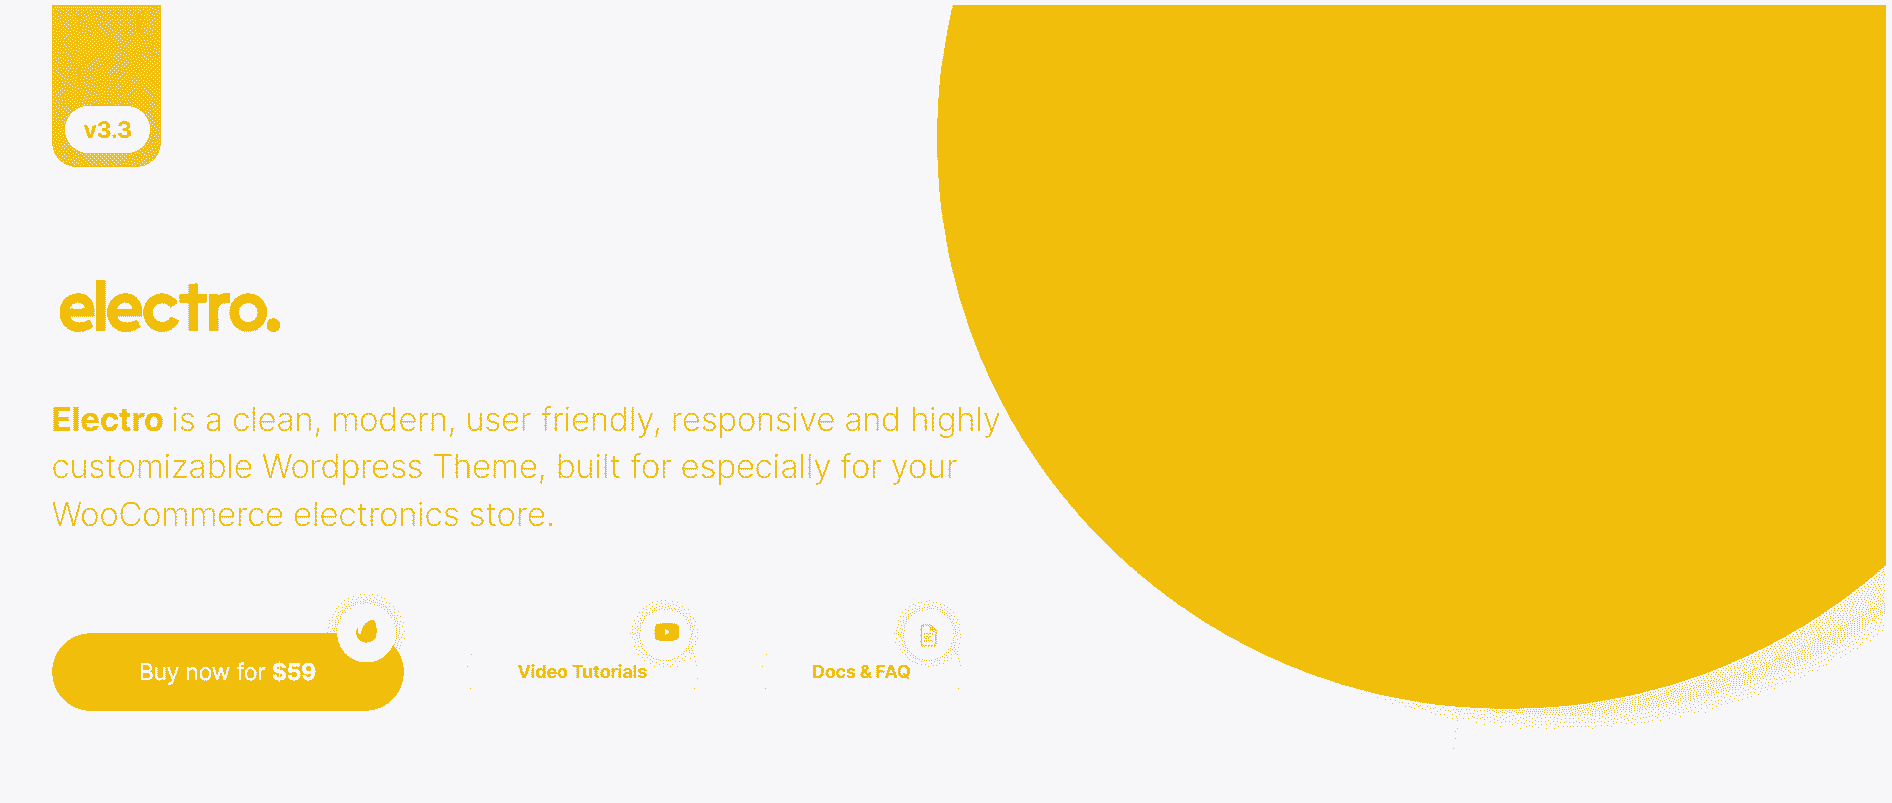 v3.3
electro.
Electro is a clean, modern, user friendly, responsive and highly
customizable Wordpress Theme, built for especially for your
WooCommerce electronics store.
Buy now for $59
Video Tutorials
Docs & FAQ